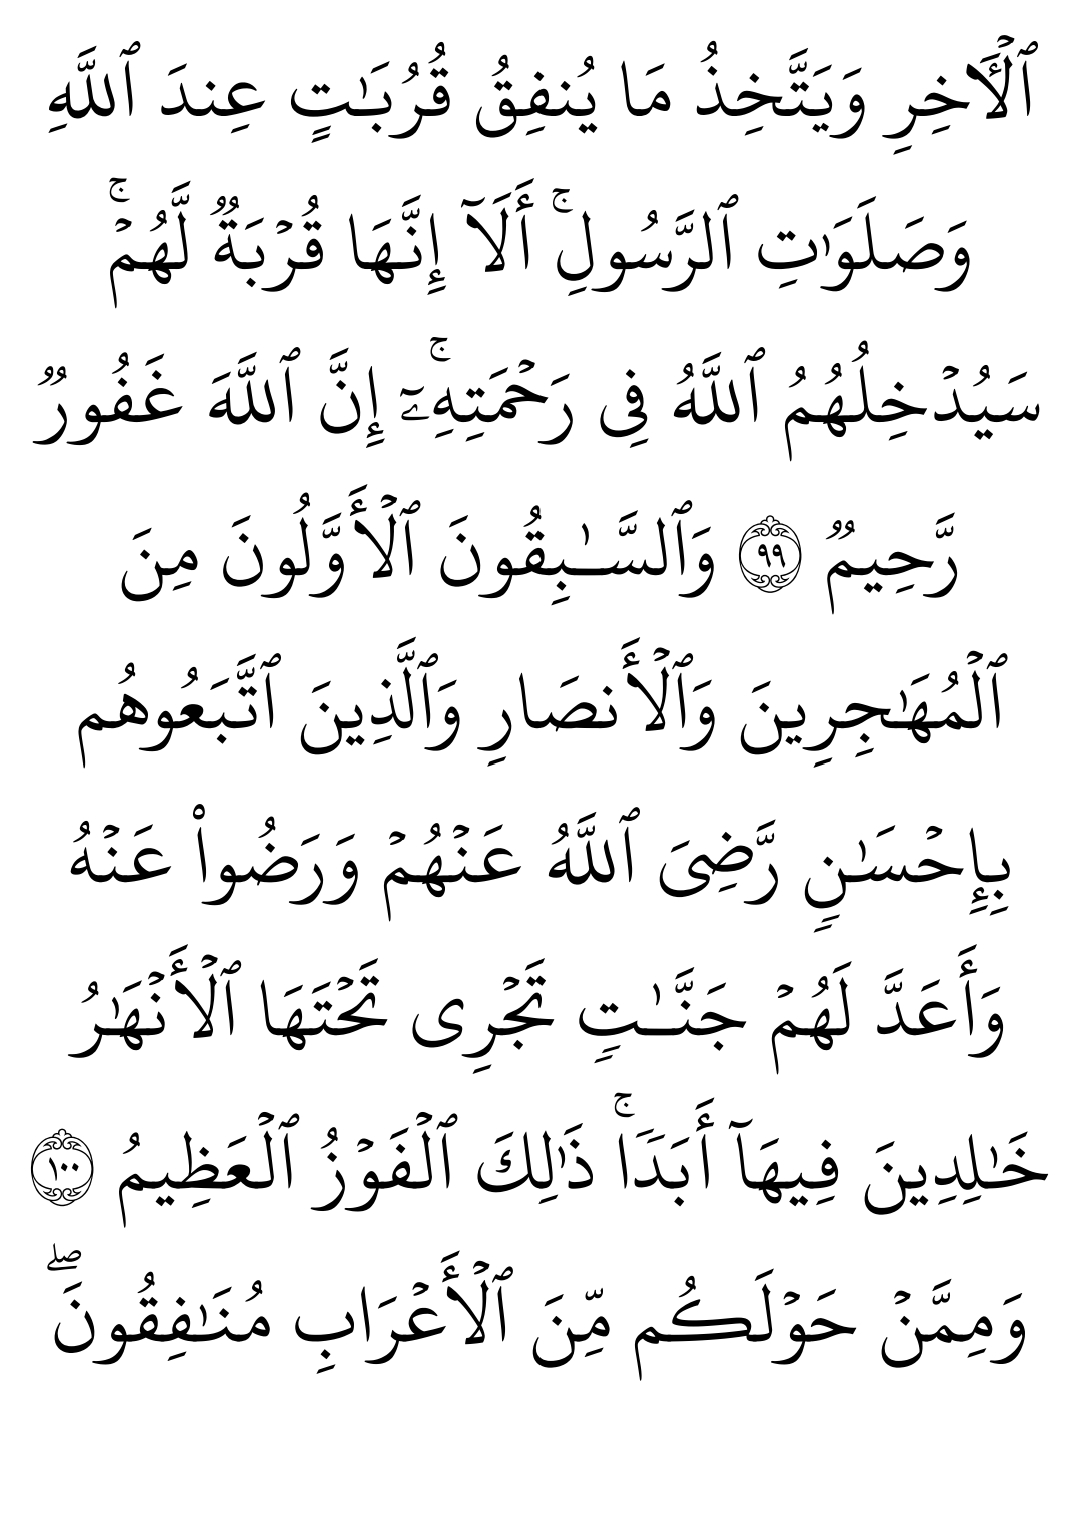 ٱلْـَٔاخِرِ وَيَتَّخِذُ مَا يُنفِقُ قُرُبَـٰتٍ عِندَ ٱللَّهِ
وَصَلَوَٰتِ ٱلرَّسُولِ ۚ أَلَآ إِنَّهَا قُرْبَةٌ لَّهُمْ ۚ
سَيُدْخِلُهُمُ ٱللَّهُ فِى رَحْمَتِهِۦٓ ۚ إِنَّ ٱللَّهَ غَفُورٌ
رَّحِيمٌ ٩٩ وَٱلسَّـٰبِقُونَ ٱلْأَوَّلُونَ مِنَ
ٱلْمُهَـٰجِرِينَ وَٱلْأَنصَارِ وَٱلَّذِينَ ٱتَّبَعُوهُم
بِإِحْسَـٰنٍ رَّضِىَ ٱللَّهُ عَنْهُمْ وَرَضُوا۟ عَنْهُ
وَأَعَدَّ لَهُمْ جَنَّـٰتٍ تَجْرِى تَحْتَهَا ٱلْأَنْهَـٰرُ
خَـٰلِدِينَ فِيهَآ أَبَدًا ۚ ذَٰلِكَ ٱلْفَوْزُ ٱلْعَظِيمُ ١٠٠
وَمِمَّنْ حَوْلَكُم مِّنَ ٱلْأَعْرَابِ مُنَـٰفِقُونَ ۖ